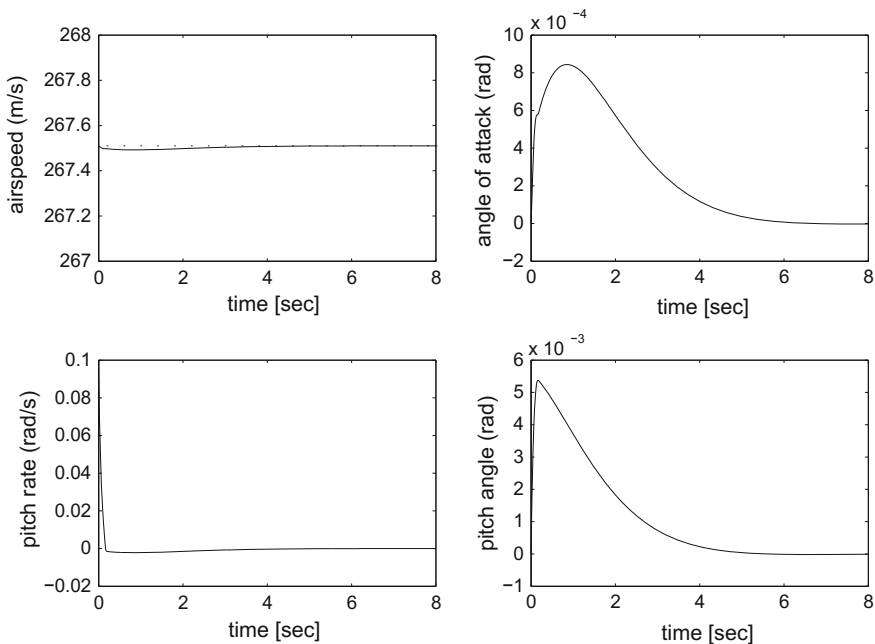 268
267.8
267.6
267.4
267.2
267
airspeed (m/s)
0 2 4 6 8
time [sec]
x 10 −4
10
8
6
4
2
0
−2
angle of attack (rad)
0 2 4 6 8
time [sec]
0.1
0.08
0.06
0.04
0.02
0
−0.02
pitch rate (rad/s)
0 2 4 6 8
time [sec]
x 10 −3
6
5
4
3
2
1
0
−1
pitch angle (rad)
0 2 4 6 8
time [sec]